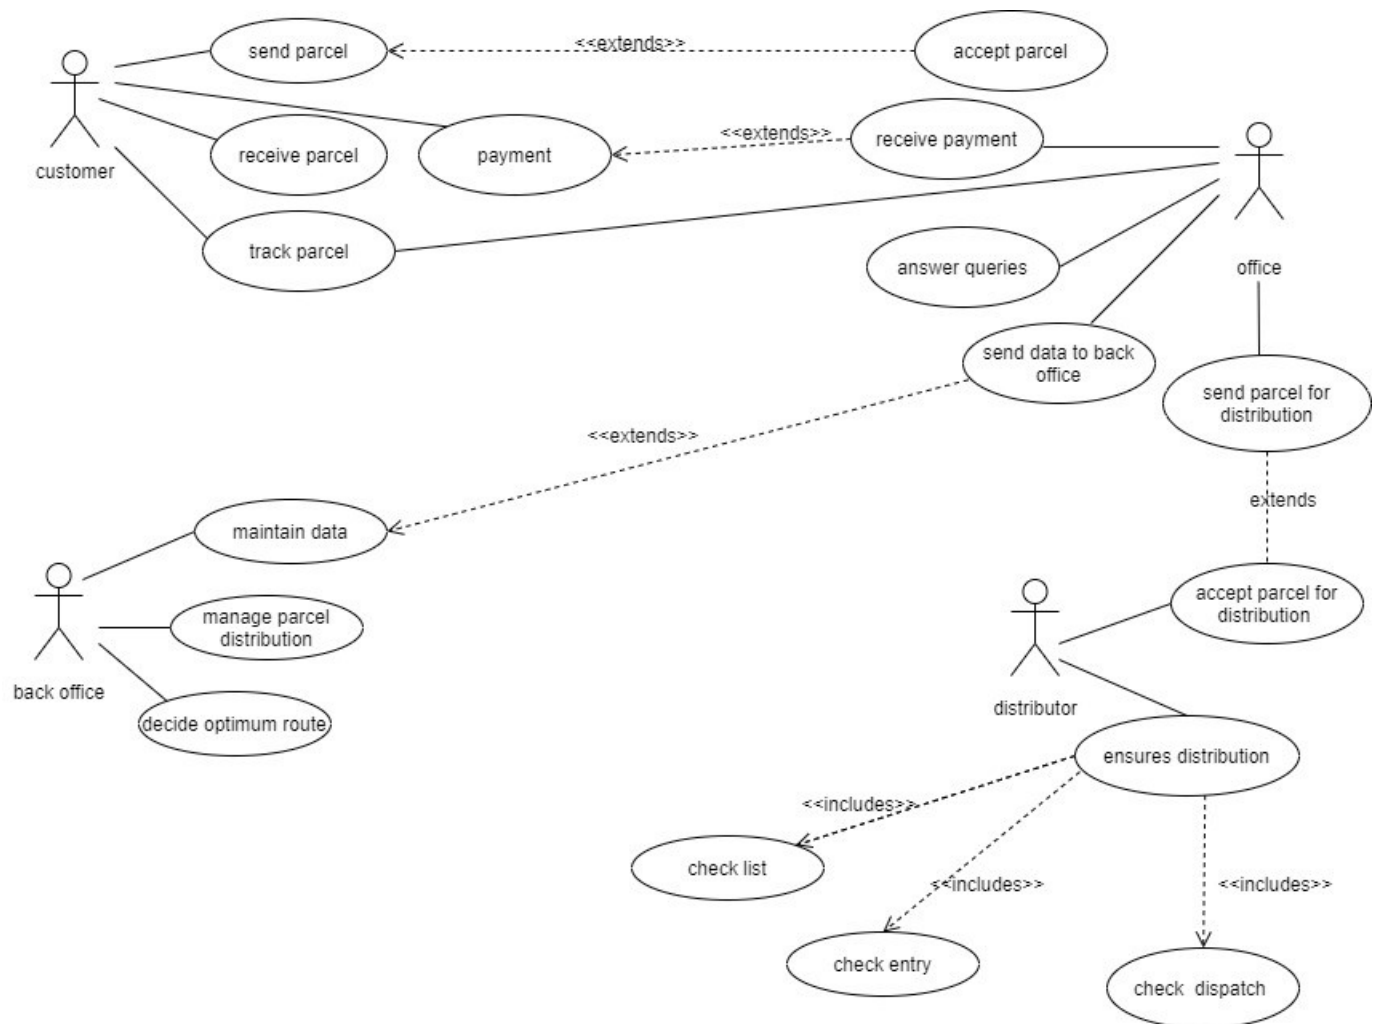 send parcel
<<extends>>
accept parcel
customer
receive parcel
payment
<<extends>>
receive payment
track parcel
answer queries
office
send data to back
office
send parcel for
distribution
<<extends>>
extends
maintain data
manage parcel
distribution
back office
decide optimum route
accept parcel for
distribution
distributor
ensures distribution
<<includes>>
check list
<<includes>>
<<includes>>
check entry
check dispatch